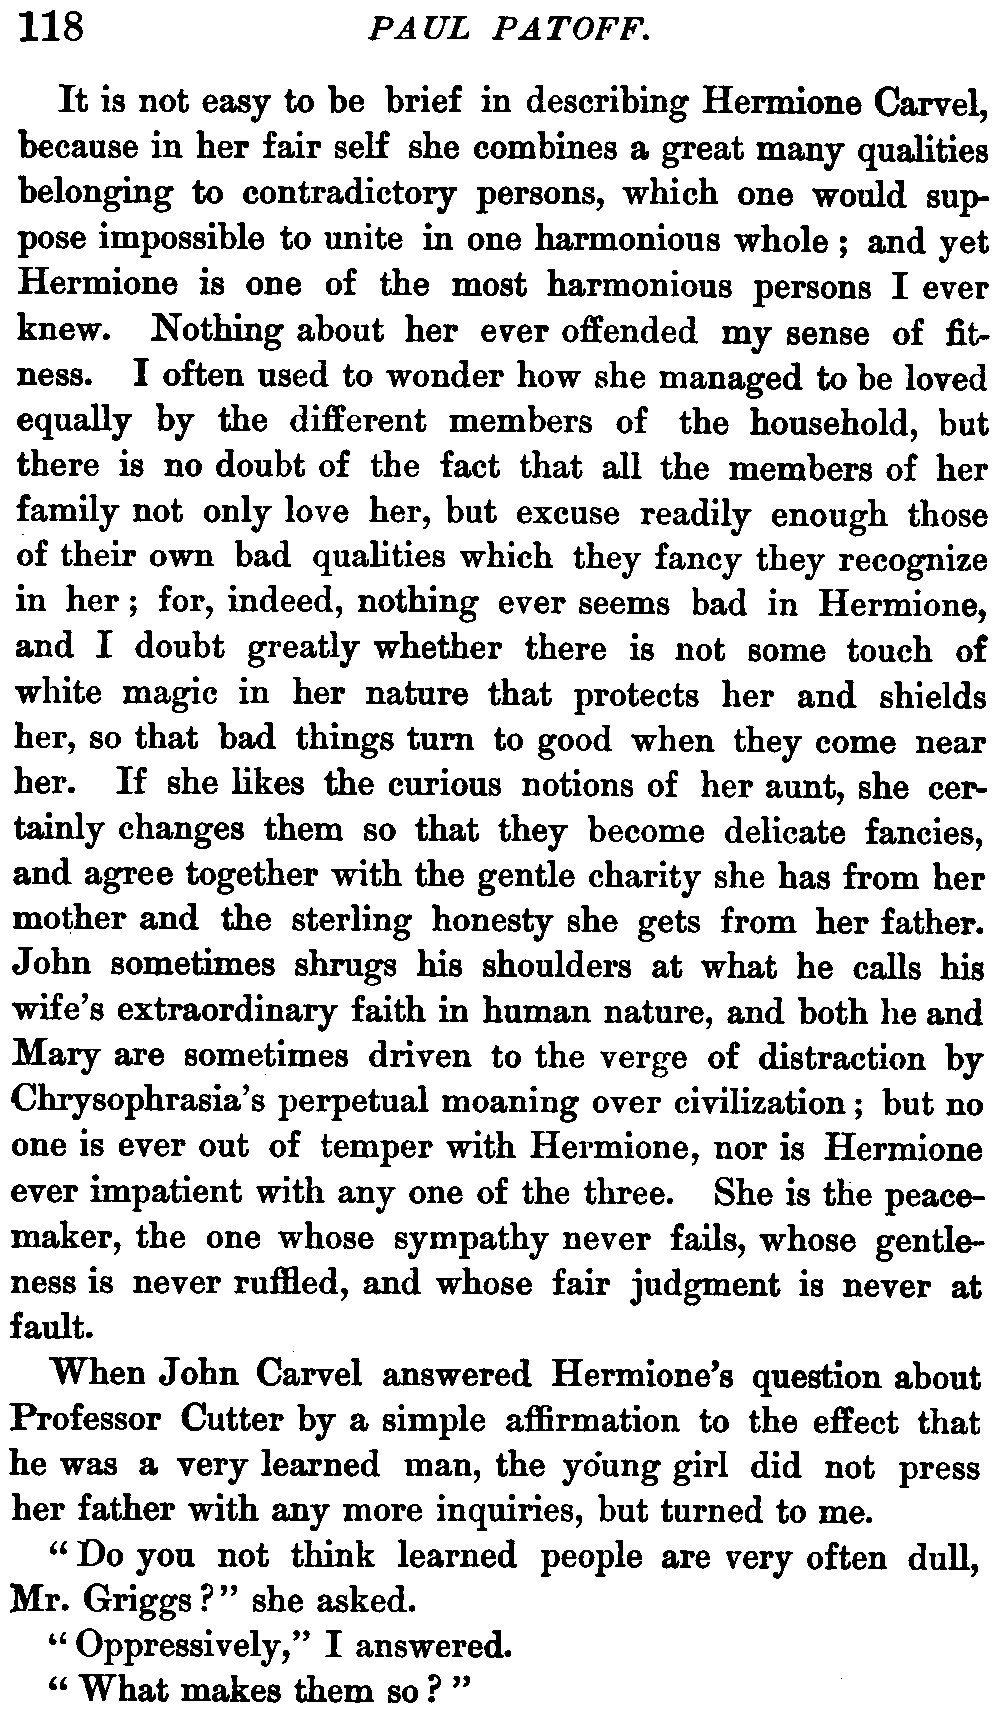 118 PAUL PATOFF.
It is not easy to be brief in describing Hermione Carvel,
because in her fair self she combines a great many qualities
belonging to contradictory persons, which one would sup-
pose impossible to unite in one harmonious whole ; and yet
Hermione is one of the most harmonious persons I ever
knew. Nothing about her ever offended my sense of fit-
ness. I often used to wonder how she managed to be loved
equally by the different members of the household, but
there is no doubt of the fact that all the members of her
family not only love her, but excuse readily enough those
of their own bad qualities which they fancy they recognize
in her ; for, indeed, nothing ever seems bad in Hermione,
and I doubt greatly whether there is not some touch of
white magic in her nature that protects her and shields
her, so that bad things turn to good when they come near
her. If she likes the curious notions of her aunt, she cer-
tainly changes them so that they become delicate fancies,
and agree together with the gentle charity she has from her
mother and the sterling honesty she gets from her father.
John sometimes shrugs his shoulders at what he calls his
wife's extraordinary faith in human nature, and both he and
Mary are sometimes driven to the verge of distraction by
Chrysophrasia's perpetual moaning over civilization ; but no
one is ever out of temper with Hermione, nor is Hermione
ever impatient with any one of the three. She is the peace-
maker, the one whose sympathy never fails, whose gentle-
ness is never ruffled, and whose fair judgment is never at
fault.
When John Carvel answered Hermione's question about
Professor Cutter by a simple affirmation to the effect that
he was a very learned man, the young girl did not press
her father with any more inquiries, but turned to me.
" Do you not think learned people are very often dull,
Mr. Griggs ? " she asked.
" Oppressively," I answered.
" What makes them so ? "